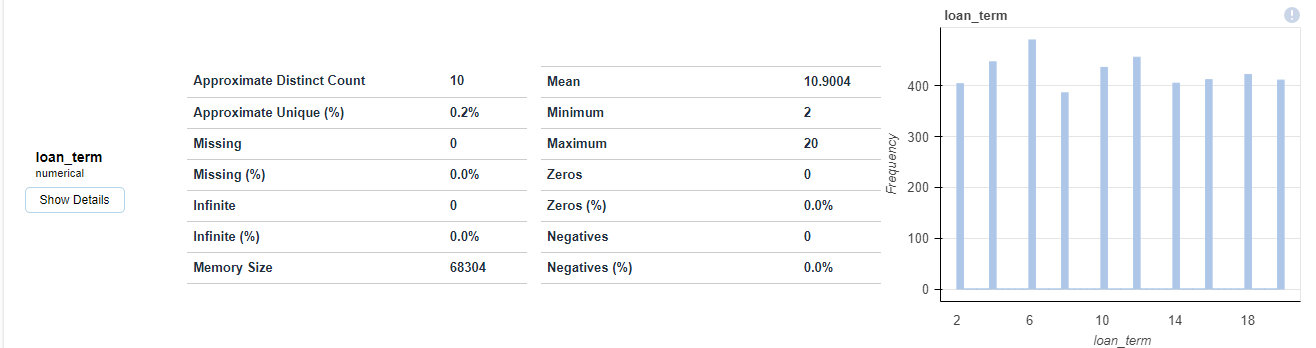 loan_term
numerical
Show Details
Approximate Distinct Count 10
Approximate Unique (%) 0.2%
Missing 0
Missing (%) 0.0%
Infinite 0
Infinite (%) 0.0%
Memory Size 68304
Mean 10.9004
Minimum 2
Maximum 20
Zeros 0
Zeros (%) 0.0%
Negatives 0
Negatives (%) 0.0%
loan_term
!
Frequency
400
300
200
100
0
2 6 10 14 18
loan_term